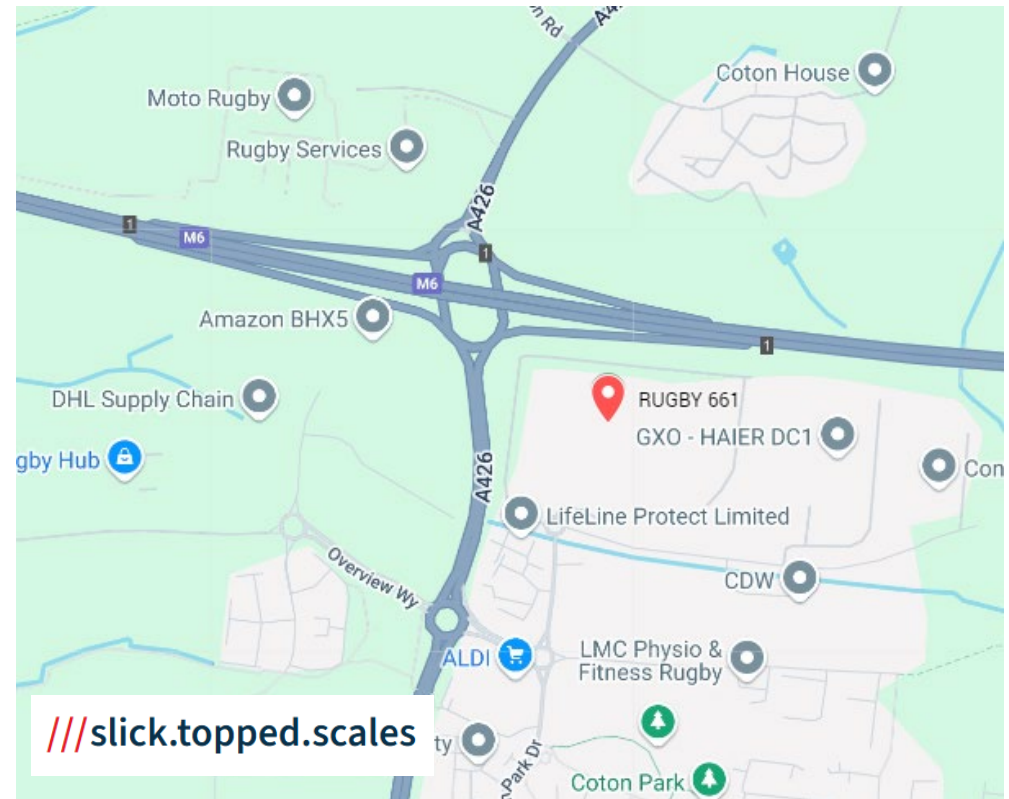 n Rd
A42
Coton House
Moto Rugby
Rugby Services
A426
1
M6
1
M6
Amazon BHX5
1
DHL Supply Chain
RUGBY 661
GXO - HAIER DC1
gby Hub
A426
Con
LifeLine Protect Limited
Overview Wy
CDW
ALDI
LMC Physio &
Fitness Rugby
///slick.topped.scales
ty
Park Dr
Coton Park